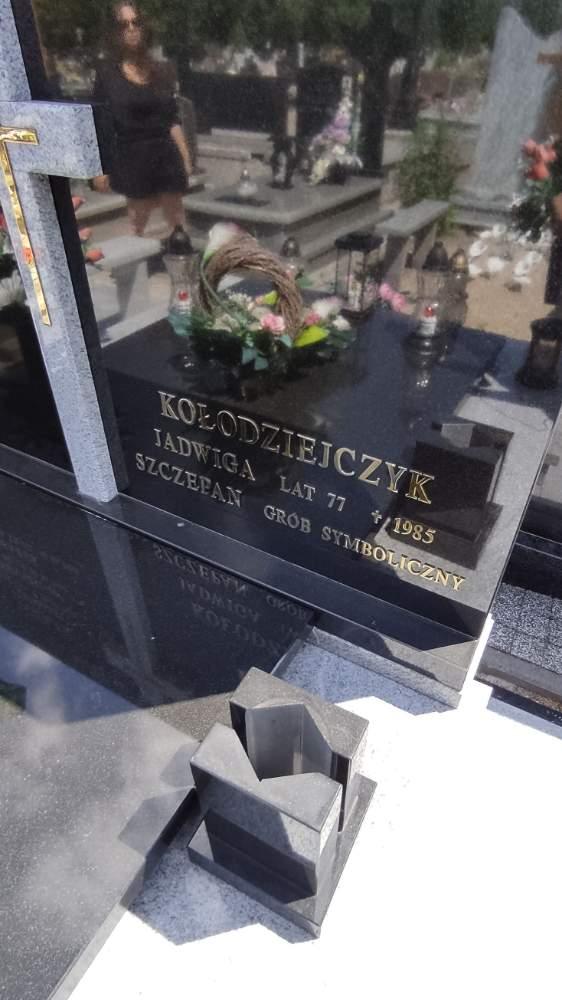 KOŁODZIEJCZYK
JADWIGA LAT 77 † 1985
SZCZEPAN GRÓB SYMBOLICZNY